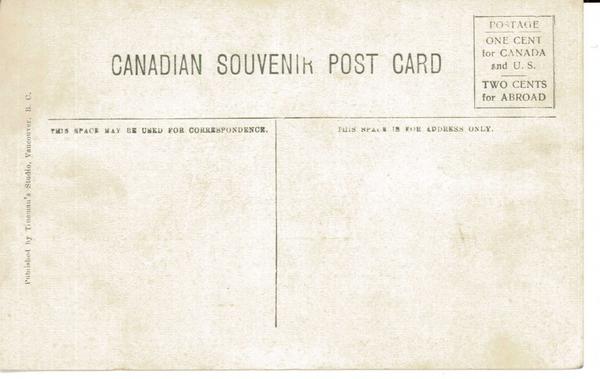 CANADIAN SOUVENIR POST CARD
POSTAGE
ONE CENT
for CANADA
and U. S.
TWO CENTS
for ABROAD
THIS SPACE MAY BE USED FOR CORRESPONDENCE.
THIS SPACE IS FOR ADDRESS ONLY.
Published by Studio, Vancouver, B. C.